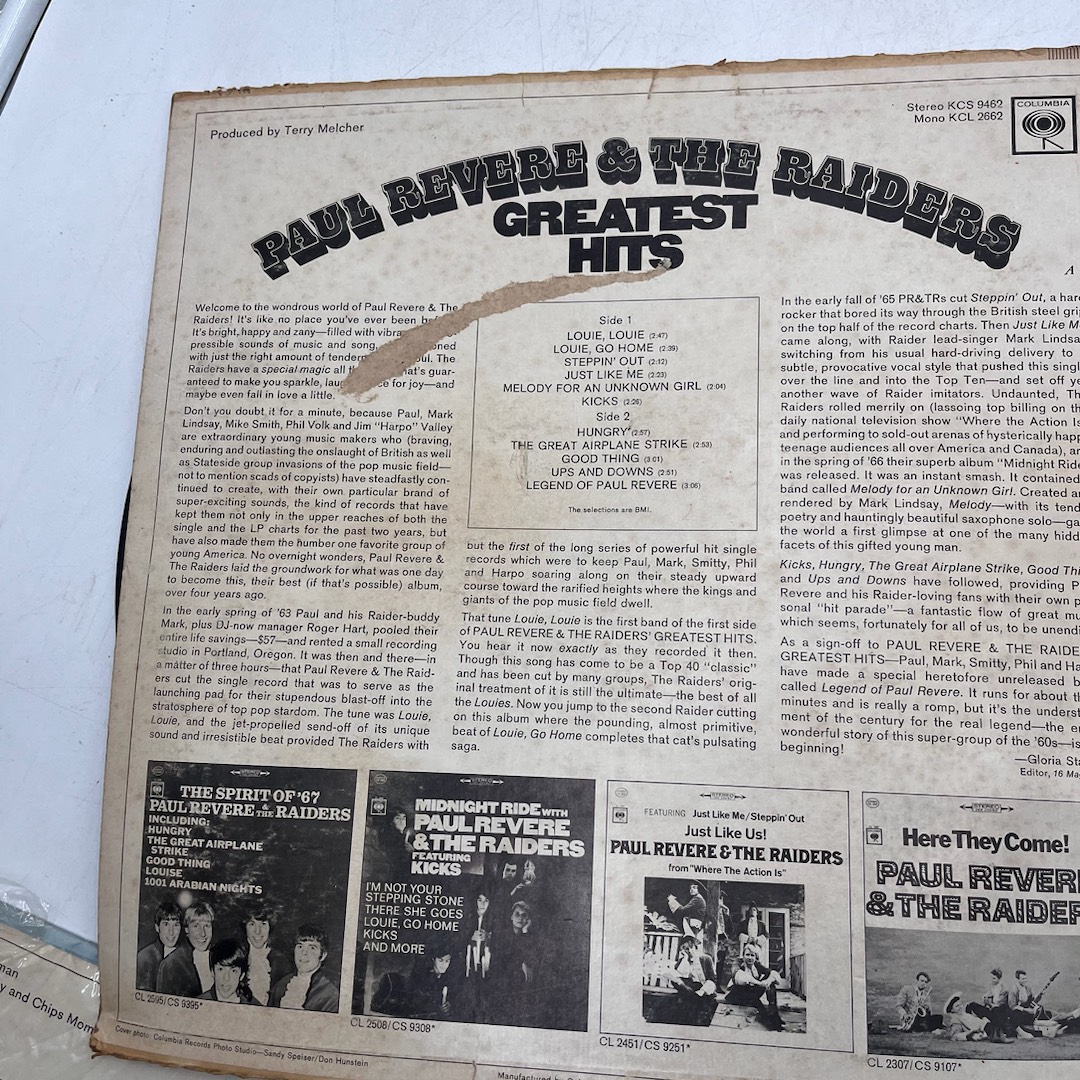 Produced by Terry Melcher
Stereo KCS 9462
Mono KCL 2662
COLUMBIA
PAUL REVERE & THE RAIDERS
GREATEST
HITS
A
Welcome to the wondrous world of Paul Revere & The
Raiders! It's like no place you've ever been
It's bright, happy and zany—filled with
pressible sounds of music and song,
with just the right amount of The
Raiders have a special magic all guar-
anteed to make you sparkle, for joy—and
maybe even fall in love a little.
Don't you doubt it for a minute, because Paul, Mark
Lindsay, Mike Smith, Phil Volk and Jim "Harpo" Valley
are extraordinary young music makers who (braving,
enduring and outlasting the onslaught of British as well
as Stateside group invasions of the pop music field—
not to mention scads of copyists) have steadfastly con-
tinued to create, with their own particular brand of
super-exciting sounds, the kind of records that have
kept them not only in the upper reaches of both the
single and the LP charts for the past two years, but
have also made them the humber one favorite group of
young America. No overnight wonders, Paul Revere &
The Raiders laid the groundwork for what was one day
to become this, their best (if that's possible) album,
over four years ago.
In the early spring of '63 Paul and his Raider-buddy
Mark, plus DJ-now manager Roger Hart, pooled their
entire life savings—$57—and rented a small recording
studio in Portland, Oregon. It was then and there—in
a matter of three hours—that Paul Revere & The Raid-
ers cut the single record that was to serve as the
launching pad for their stupendous blast-off into the
stratosphere of top pop stardom. The tune was Louie,
Louie, and the jet-propelled send-off of its unique
sound and irresistible beat provided The Raiders with
Side 1
LOUIE, LOUIE (2:47)
LOUIE, GO HOME (2:39)
STEPPIN' OUT (2:12)
JUST LIKE ME (2:23)
MELODY FOR AN UNKNOWN GIRL (2:04)
KICKS (2:26)
Side 2
HUNGRY (2:57)
THE GREAT AIRPLANE STRIKE (2:53)
GOOD THING (3:01)
UPS AND DOWNS (2:51)
LEGEND OF PAUL REVERE (3:06)
The selections are BMI.
but the first of the long series of powerful hit single
records which were to keep Paul, Mark, Smitty, Phil
and Harpo soaring along on their steady upward
course toward the rarified heights where the kings and
giants of the pop music field dwell.
That tune Louie, Louie is the first band of the first side
of PAUL REVERE & THE RAIDERS' GREATEST HITS.
You hear it now exactly as they recorded it then.
Though this song has come to be a Top 40 "classic"
and has been cut by many groups, The Raiders' orig-
inal treatment of it is still the ultimate—the best of all
the Louies. Now you jump to the second Raider cutting
on this album where the pounding, almost primitive,
beat of Louie, Go Home completes that cat's pulsating
saga.
In the early fall of '65 PR&TRs cut Steppin' Out, a hard
rocker that bored its way through the British steel grip
on the top half of the record charts. Then Just Like M
came along, with Raider lead-singer Mark Lindsa
switching from his usual hard-driving delivery to
subtle, provocative vocal style that pushed this singl
over the line and into the Top Ten—and set off ye
another wave of Raider imitators. Undaunted, Th
Raiders rolled merrily on (lassoing top billing on th
daily national television show "Where the Action Is
and performing to sold-out arenas of hysterically happ
teenage audiences all over America and Canada), an
in the spring of '66 their superb album "Midnight Ride
was released. It was an instant smash. It contained
band called Melody for an Unknown Girl. Created an
rendered by Mark Lindsay, Melody—with its tend
poetry and hauntingly beautiful saxophone solo—ga
the world a first glimpse at one of the many hidd
facets of this gifted young man.
Kicks, Hungry, The Great Airplane Strike, Good Thi
and Ups and Downs have followed, providing P
Revere and his Raider-loving fans with their own p
sonal "hit parade"—a fantastic flow of great mu
which seems, fortunately for all of us, to be unendi
As a sign-off to PAUL REVERE & THE RAIDE
GREATEST HITS—Paul, Mark, Smitty, Phil and Ha
have made a special heretofore unreleased b
called Legend of Paul Revere. It runs for about th
minutes and is really a romp, but it's the underst
ment of the century for the real legend—the e
wonderful story of this super-group of the '60s—is
beginning!
—Gloria Sta
Editor, 16 Ma
STEREO
THE SPIRIT OF '67
PAUL REVERE & THE RAIDERS
INCLUDING:
HUNGRY
THE GREAT AIRPLANE
STRIKE
GOOD THING
LOUISE
1001 ARABIAN NIGHTS
CL 2595/CS 9395*
STEREO
MIDNIGHT RIDE WITH
PAUL REVERE
& THE RAIDERS
FEATURING
KICKS
I'M NOT YOUR
STEPPING STONE
THERE SHE GOES
LOUIE, GO HOME
KICKS
AND MORE
CL 2508/CS 9308*
STEREO
FEATURING Just Like Me/Steppin' Out
Just Like Us!
PAUL REVERE & THE RAIDERS
from "Where The Action Is"
CL 2451/CS 9251*
STEREO
Here They Come!
PAUL REVER
& THE RAIDER
CL 2307/CS 9107*
Cover photo: Columbia Records Photo Studio—Sandy Speiser/Don Hunstein
Manufactured by
man
y and Chips Mom